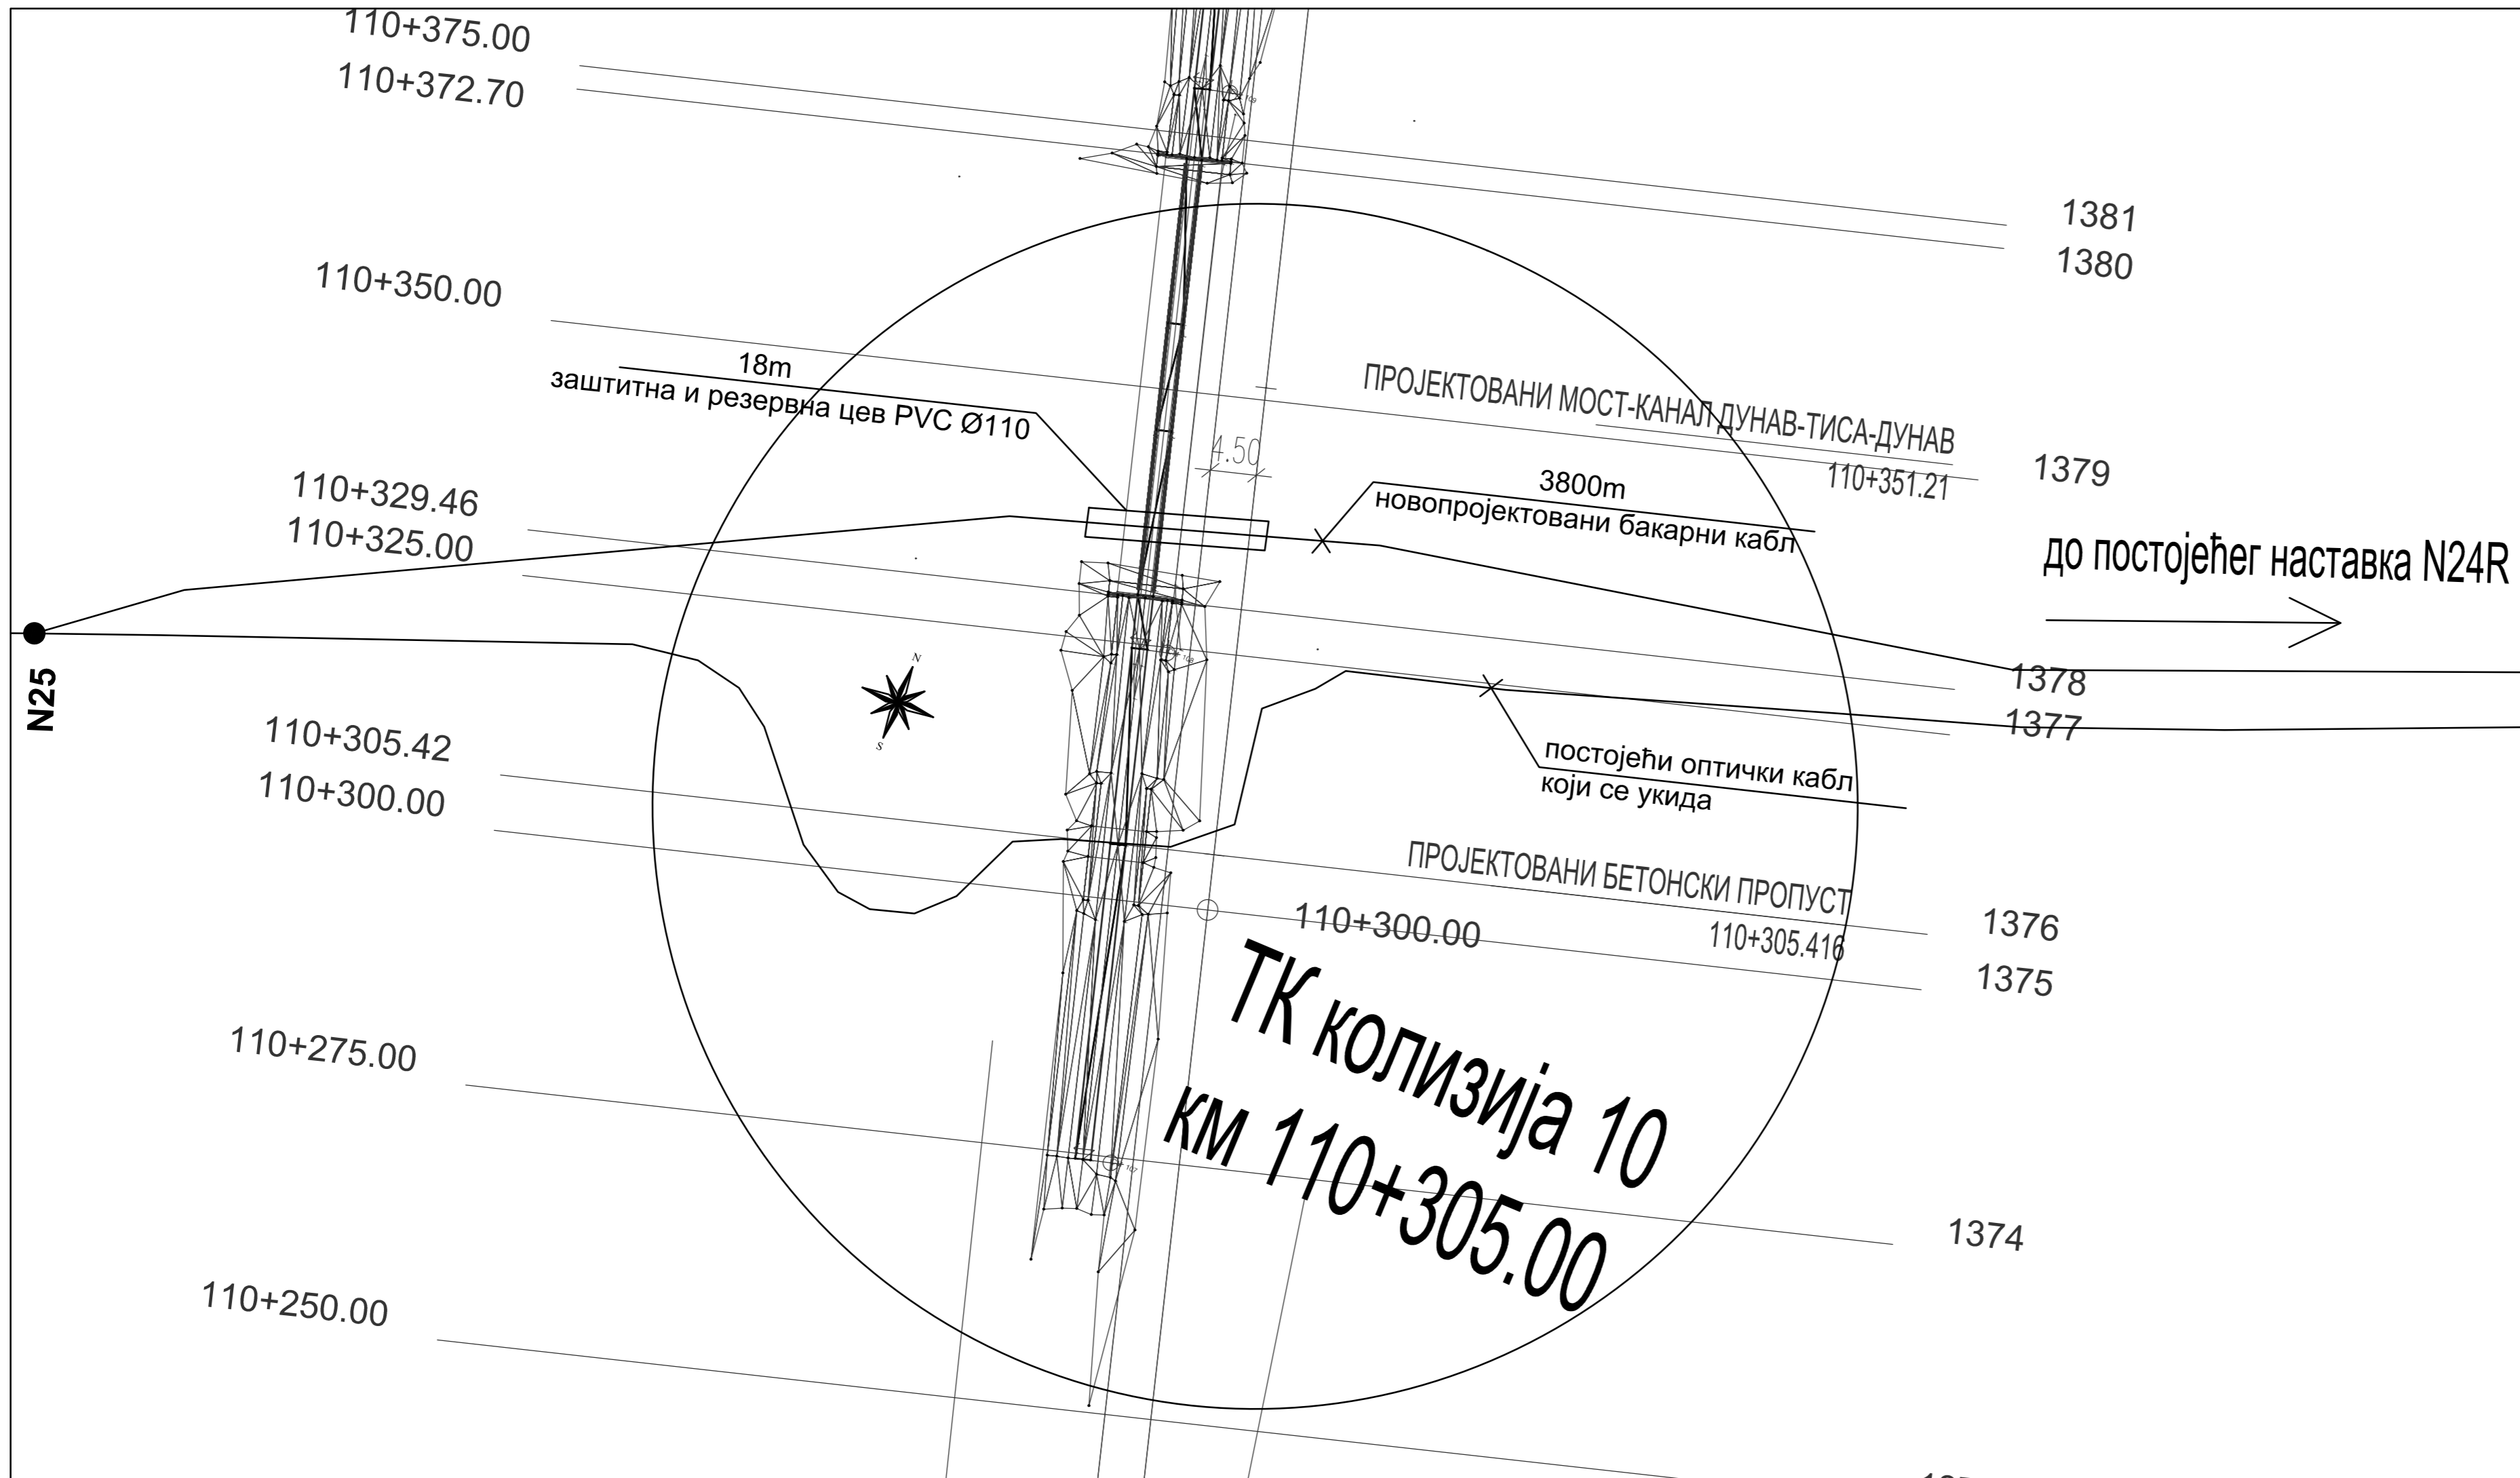 110+375.00
110+372.70
109
1381
1380
110+350.00
18m
заштитна и резервна цев PVC Ø110
ПРОЈЕКТОВАНИ МОСТ-КАНАЛ ДУНАВ-ТИСА-ДУНАВ
110+351.21
4.50
1379
3800m
новопројектовани бакарни кабл
110+329.46
110+325.00
до постојећег наставка N24R
N25
N
S
108
1378
1377
110+305.42
110+300.00
постојећи оптички кабл
који се укида
ПРОЈЕКТОВАНИ БЕТОНСКИ ПРОПУСТ
110+305.416
110+300.00
1376
1375
ТК колизија 10
км 110+305.00
110+275.00
107
1374
110+250.00